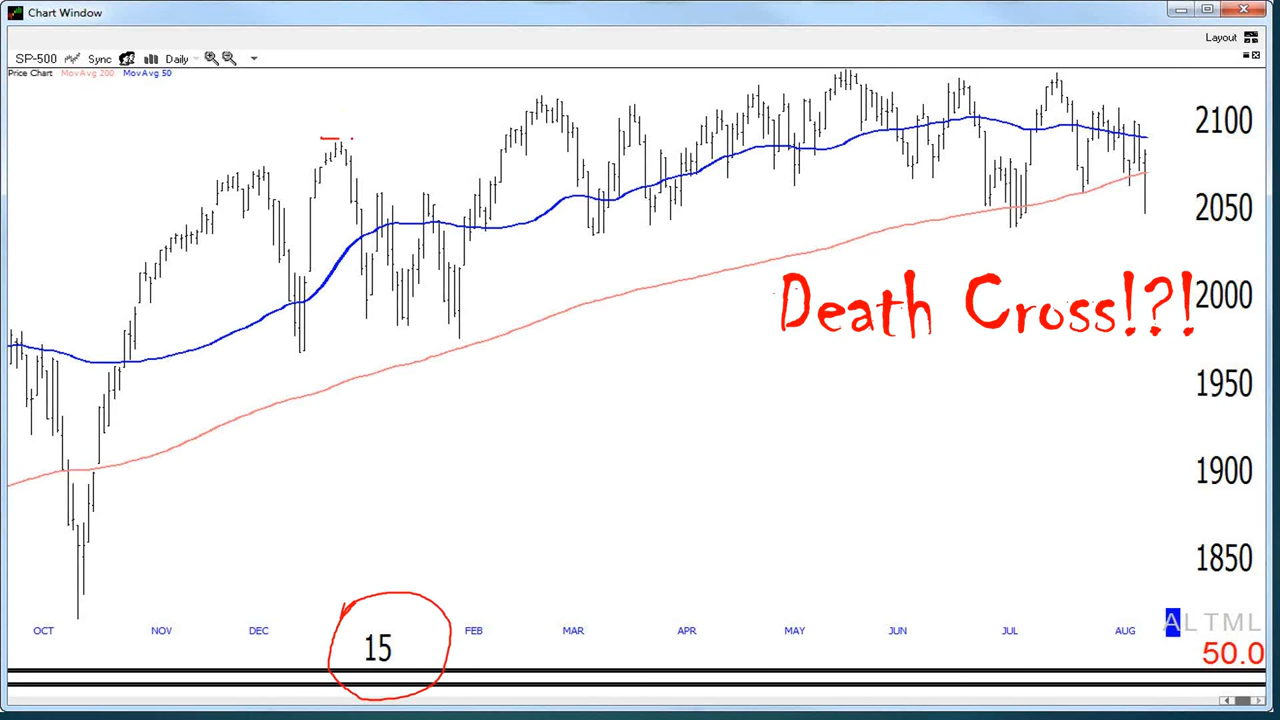 Chart Window
Layout
SP-500 Sync Daily
Price Chart MovAvg 200 MovAvg 50
2100
2050
Death Cross!?!
2000
1950
1900
1850
OCT NOV DEC FEB MAR APR MAY JUN JUL AUG
15
A L T M L
50.0